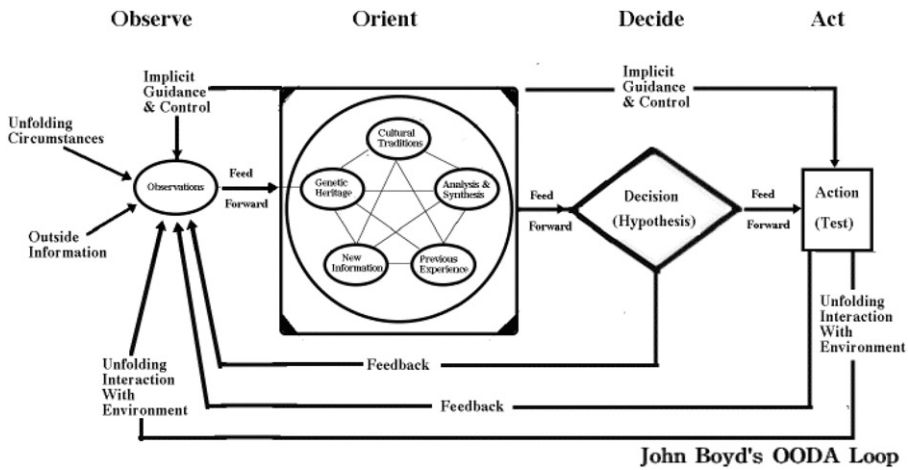 Observe
Orient
Decide
Act
Implicit
Guidance
& Control
Unfolding
Circumstances
Observations
Outside
Information
Feed
Forward
Cultural
Traditions
Genetic
Heritage
Analysis &
Synthesis
New
Information
Previous
Experience
Feed
Forward
Decision
(Hypothesis)
Implicit
Guidance
& Control
Feed
Forward
Action
(Test)
Unfolding
Interaction
With
Environment
Feedback
Unfolding
Interaction
With
Environment
Feedback
John Boyd's OODA Loop